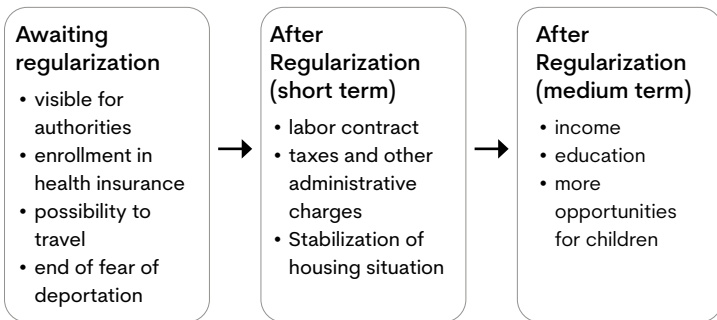 Awaiting
regularization
• visible for
authorities
• enrollment in
health insurance
• possibility to
travel
• end of fear of
deportation
After
Regularization
(short term)
• labor contract
• taxes and other
administrative
charges
• Stabilization of
housing situation
After
Regularization
(medium term)
• income
• education
• more
opportunities
for children